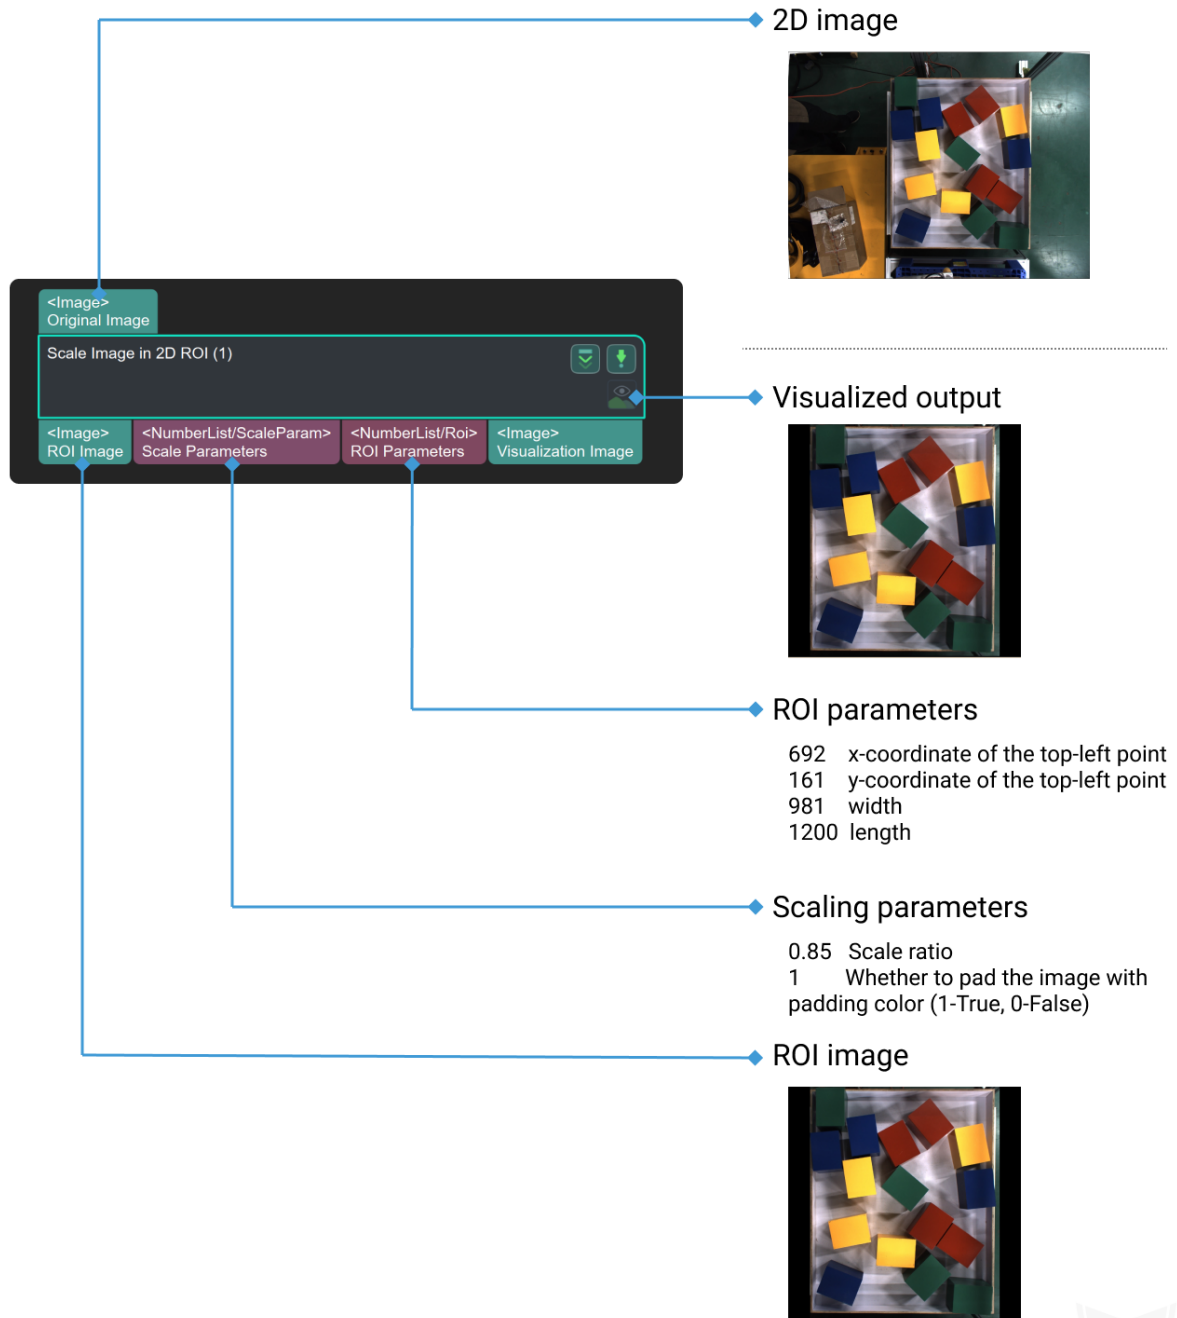 2D image
<Image>
Original Image
Scale Image in 2D ROI (1)
<Image>
ROI Image
<NumberList/ScaleParam>
Scale Parameters
<NumberList/Roi>
ROI Parameters
<Image>
Visualization Image
Visualized output
ROI parameters
692 x-coordinate of the top-left point
161 y-coordinate of the top-left point
981 width
1200 length
Scaling parameters
0.85 Scale ratio
1 Whether to pad the image with
padding color (1-True, 0-False)
ROI image